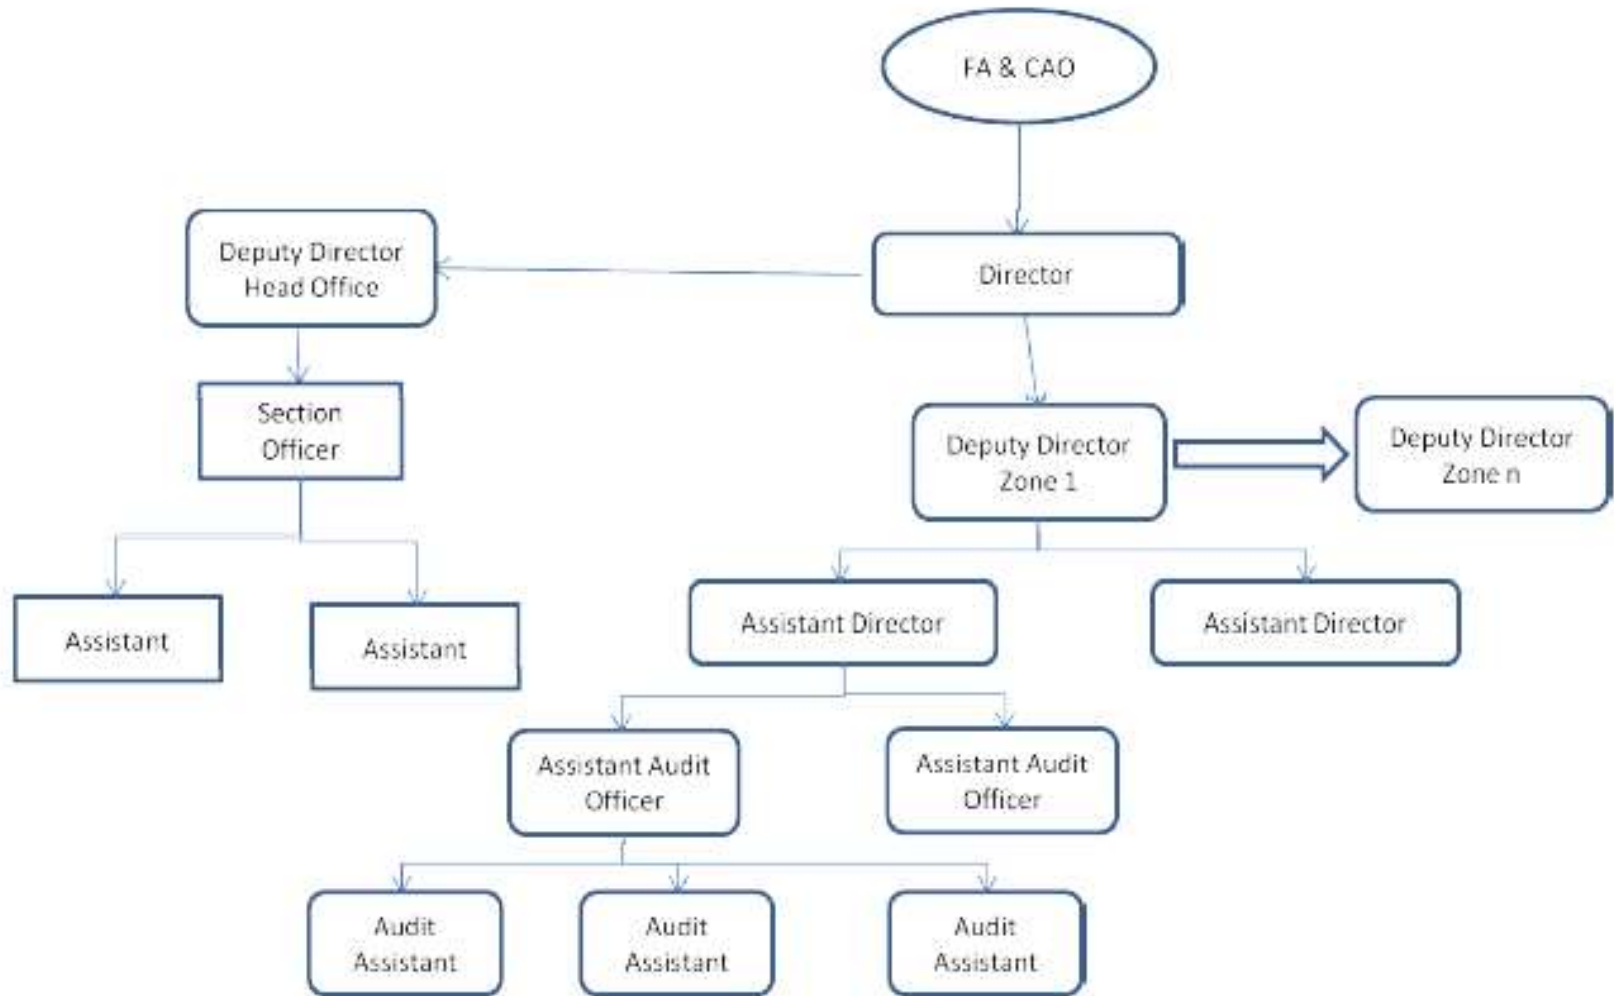 FA & CAO
Deputy Director
Head Office
Director
Section
Officer
Deputy Director
Zone 1
Deputy Director
Zone n
Assistant
Assistant
Assistant Director
Assistant Director
Assistant Audit
Officer
Assistant Audit
Officer
Audit
Assistant
Audit
Assistant
Audit
Assistant